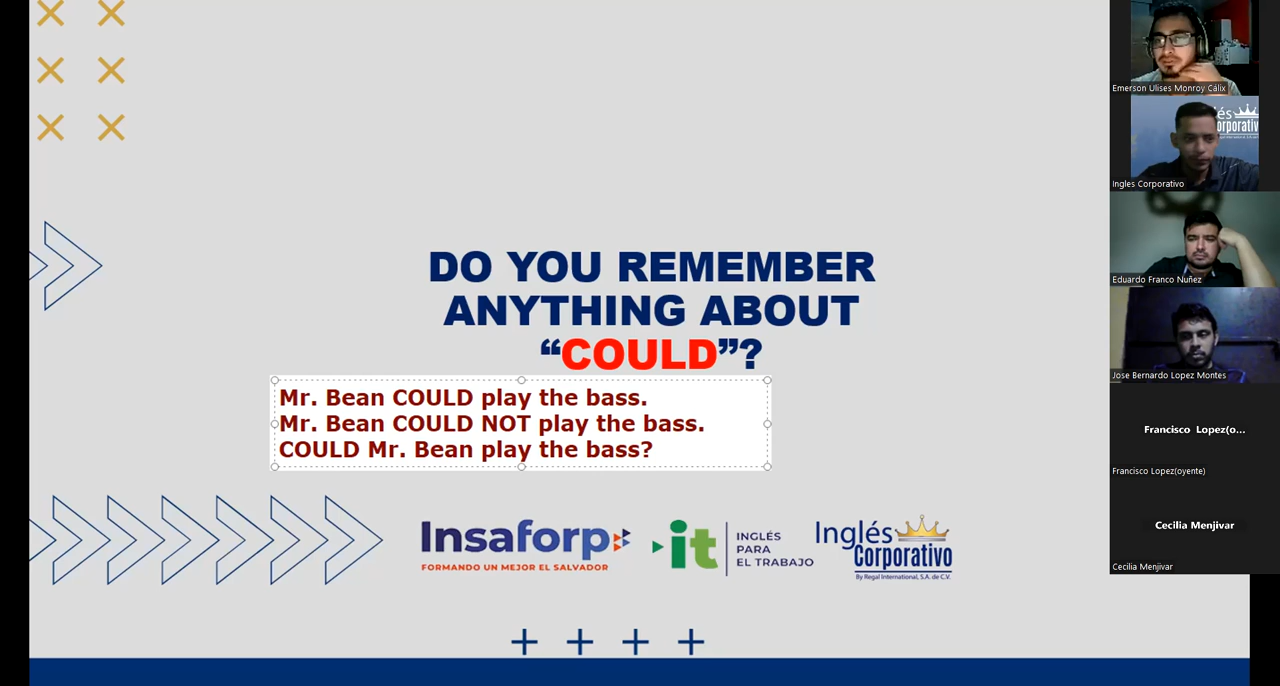 DO YOU REMEMBER
ANYTHING ABOUT
“COULD”?
Mr. Bean COULD play the bass.
Mr. Bean COULD NOT play the bass.
COULD Mr. Bean play the bass?
Insaforp
FORMANDO UN MEJOR EL SALVADOR
it
INGLÉS
PARA
EL TRABAJO
Inglés
Corporativo
By Regal International, S.A. de C.V.
Emerson Ulises Monroy Cálix
és
orporativo
Ingles Corporativo
Eduardo Franco Nuñez
Jose Bernardo Lopez Montes
Francisco Lopez(o...
Francisco Lopez(oyente)
Cecilia Menjivar
Cecilia Menjivar